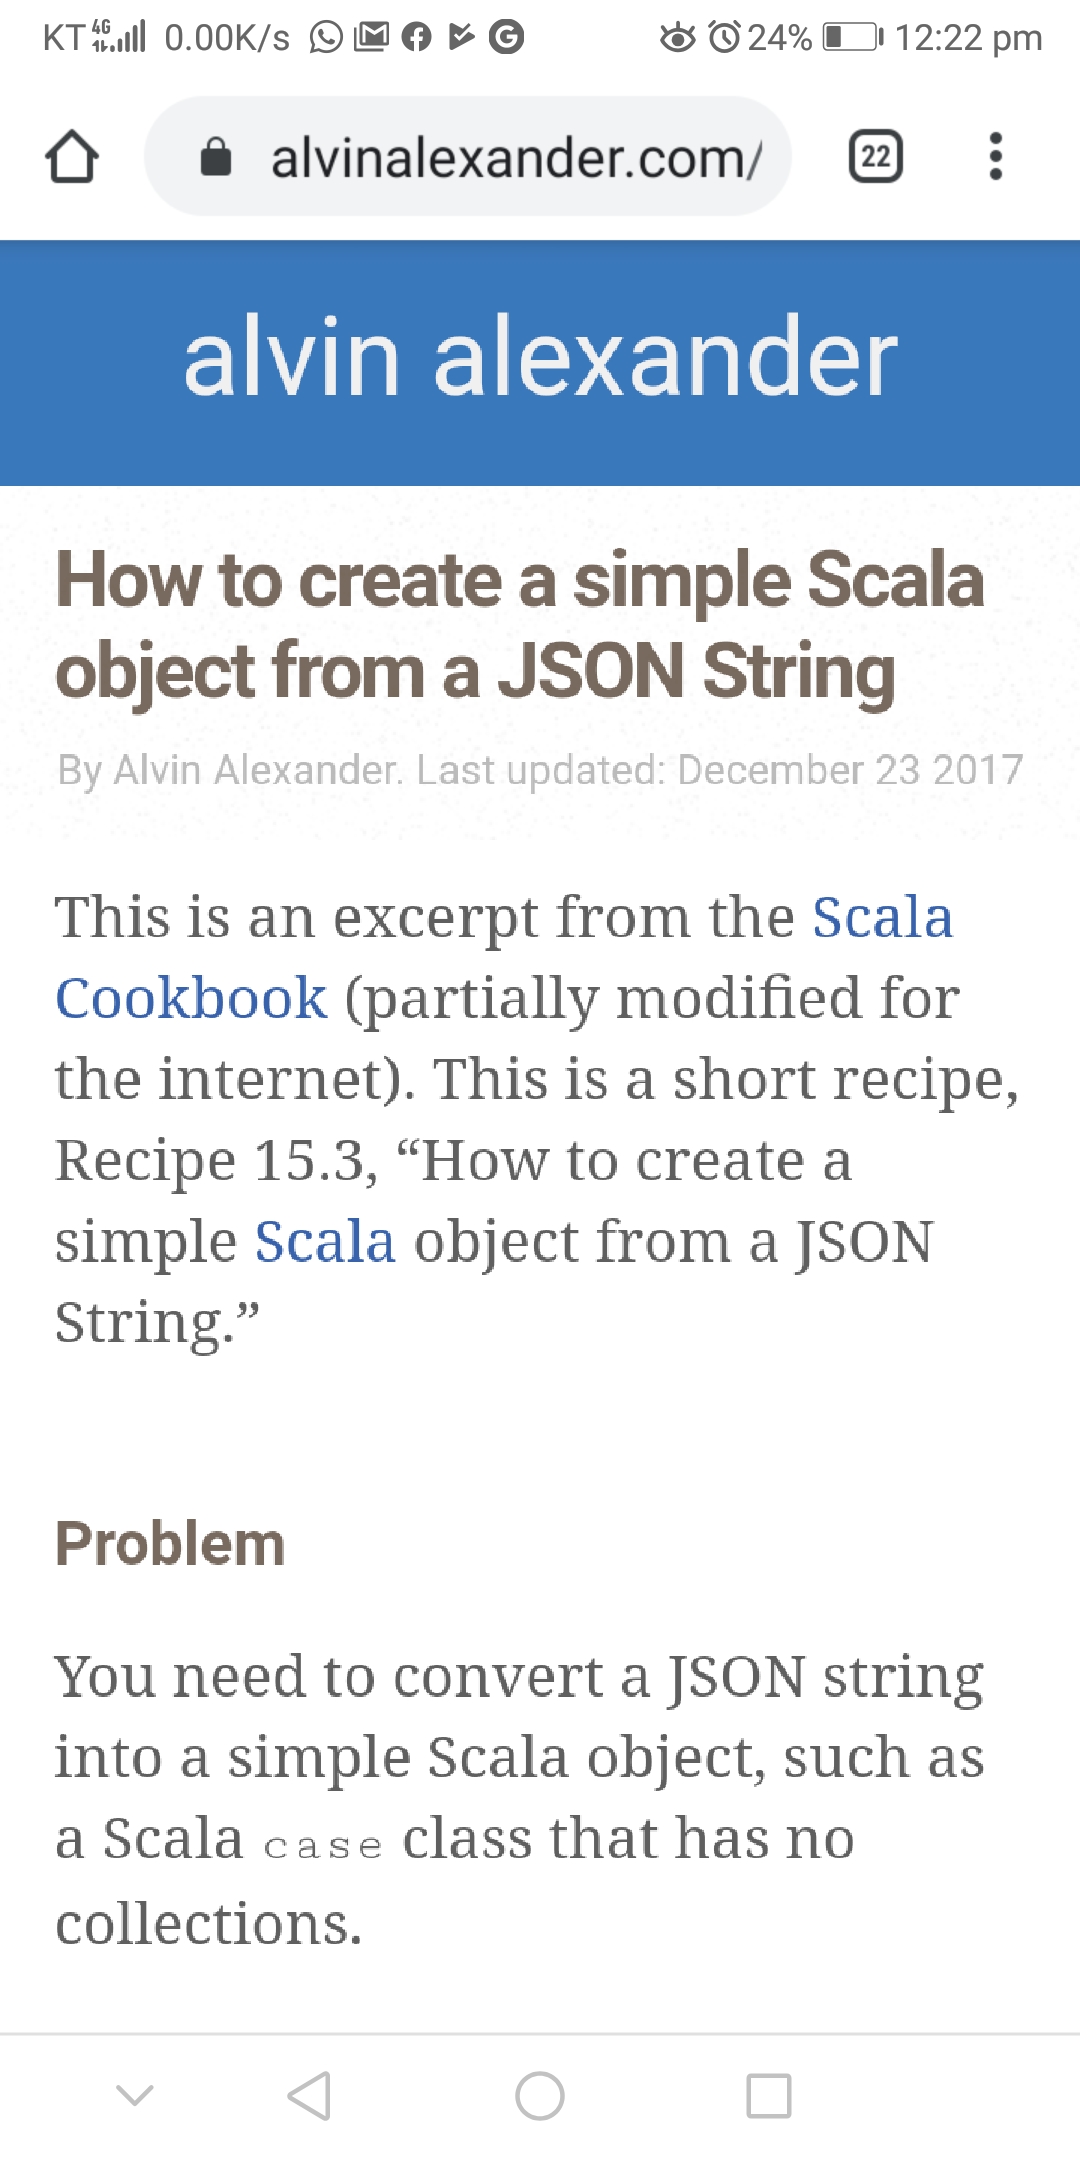 KT 4G 0.00K/s 24% 12:22 pm
alvinalexander.com/ 22
alvin alexander
How to create a simple Scala
object from a JSON String
By Alvin Alexander. Last updated: December 23 2017
This is an excerpt from the Scala
Cookbook (partially modified for
the internet). This is a short recipe,
Recipe 15.3, “How to create a
simple Scala object from a JSON
String.”
Problem
You need to convert a JSON string
into a simple Scala object, such as
a Scala case class that has no
collections.